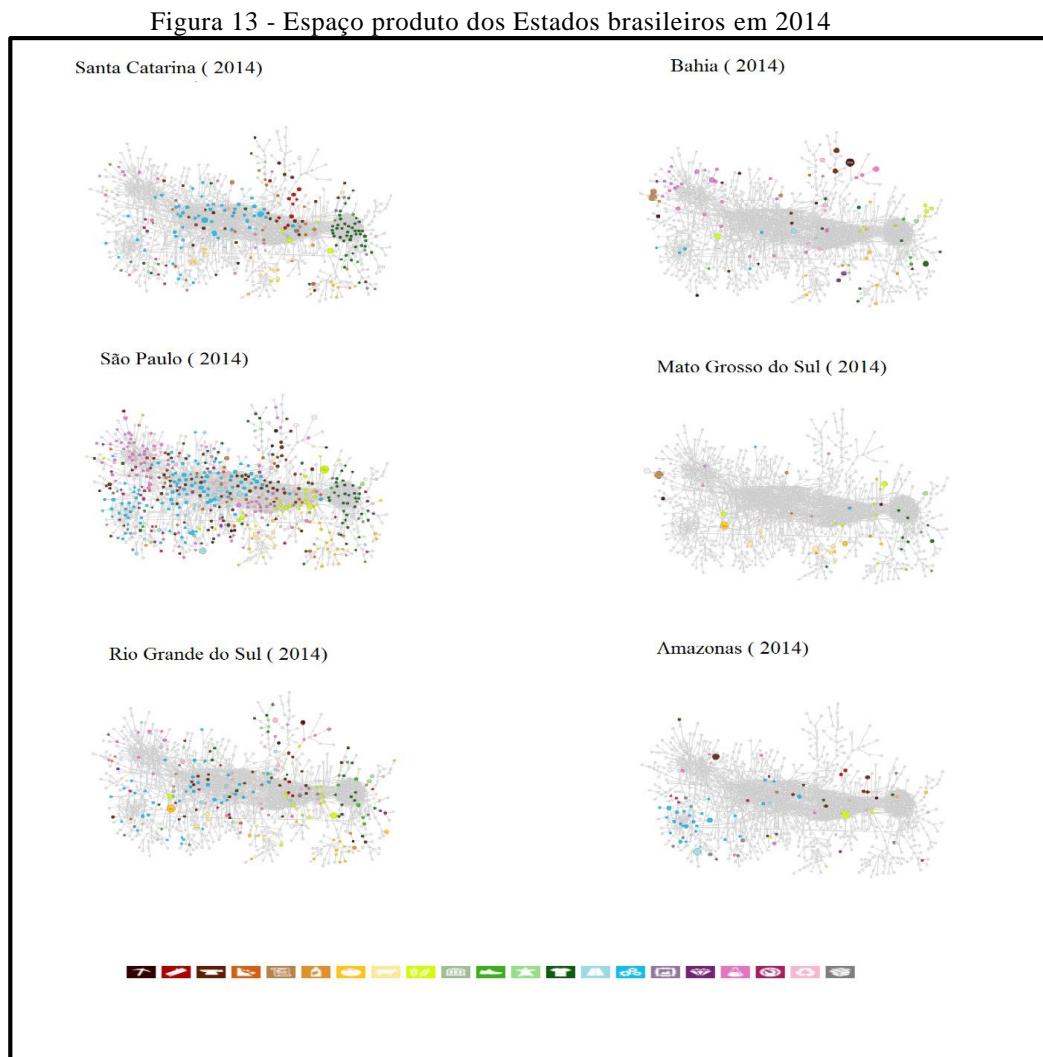 Figura 13 - Espaço produto dos Estados brasileiros em 2014
Santa Catarina ( 2014)
Bahia ( 2014)
São Paulo ( 2014)
Mato Grosso do Sul ( 2014)
Rio Grande do Sul ( 2014)
Amazonas ( 2014)